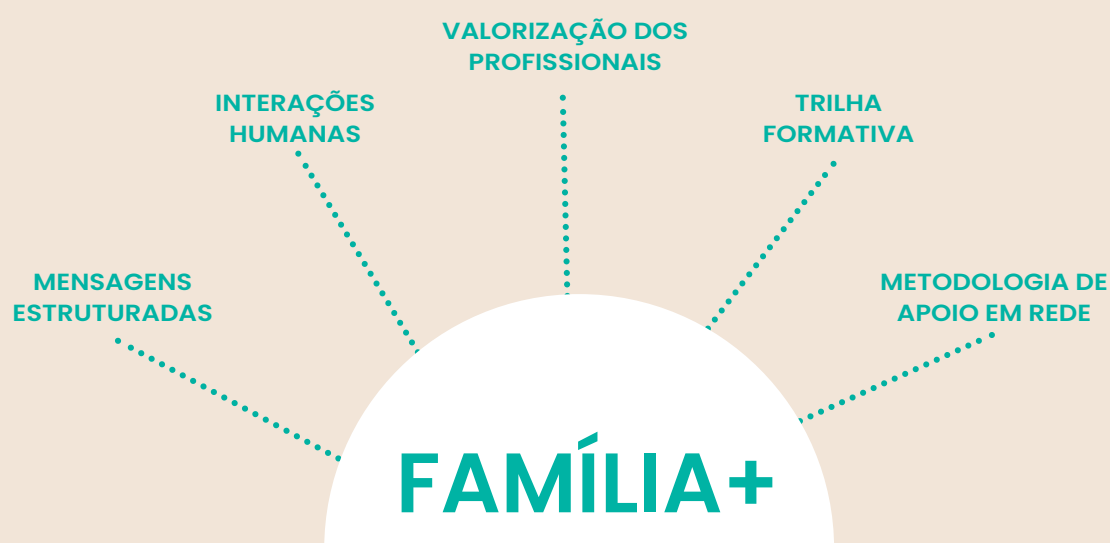 VALORIZAÇÃO DOS
PROFISSIONAIS
INTERAÇÕES
HUMANAS
TRILHA
FORMATIVA
MENSAGENS
ESTRUTURADAS
METODOLOGIA DE
APOIO EM REDE
FAMÍLIA+